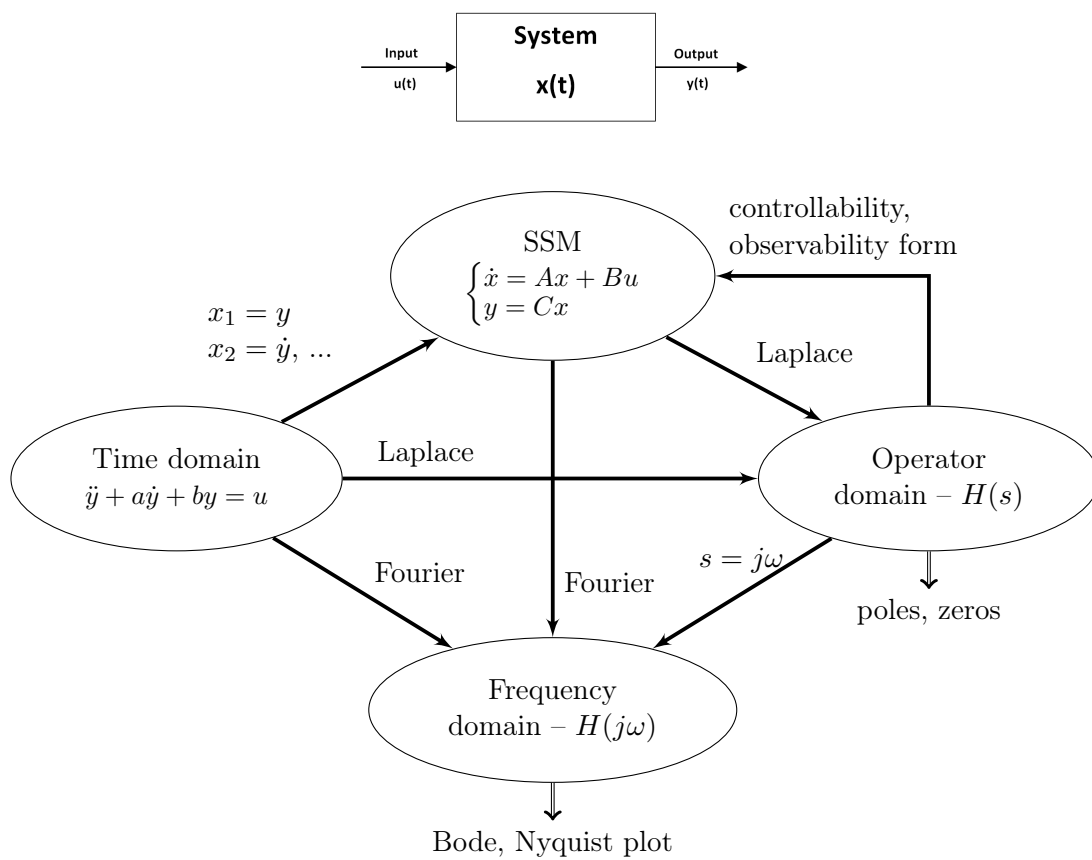 System
Input
Output
x(t)
u(t)
y(t)
controllability,
observability form
SSM
{ẋ = Ax + Bu
y = Cx
x₁ = y
x₂ = ẏ, ...
Laplace
Laplace
Time domain
ÿ + aẏ + by = u
Operator
domain – H(s)
Fourier
Fourier
s = jω
poles, zeros
Frequency
domain – H(jω)
Bode, Nyquist plot